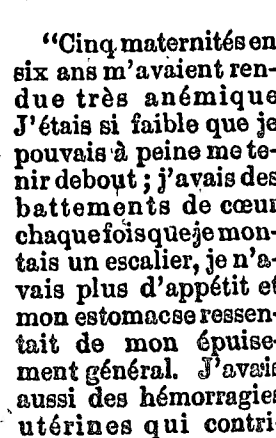 “Cinq maternités en
six ans m’avaient ren-
due très anémique
J’étais si faible que je
pouvais à peine me te-
nir debout ; j’avais des
battements de cœur
chaque fois que je mon-
tais un escalier, je n’a-
vais plus d’appétit et
mon estomac se ressen-
tait de mon épuise-
ment général. J’avais
aussi des hémorragies
utérines qui contri-